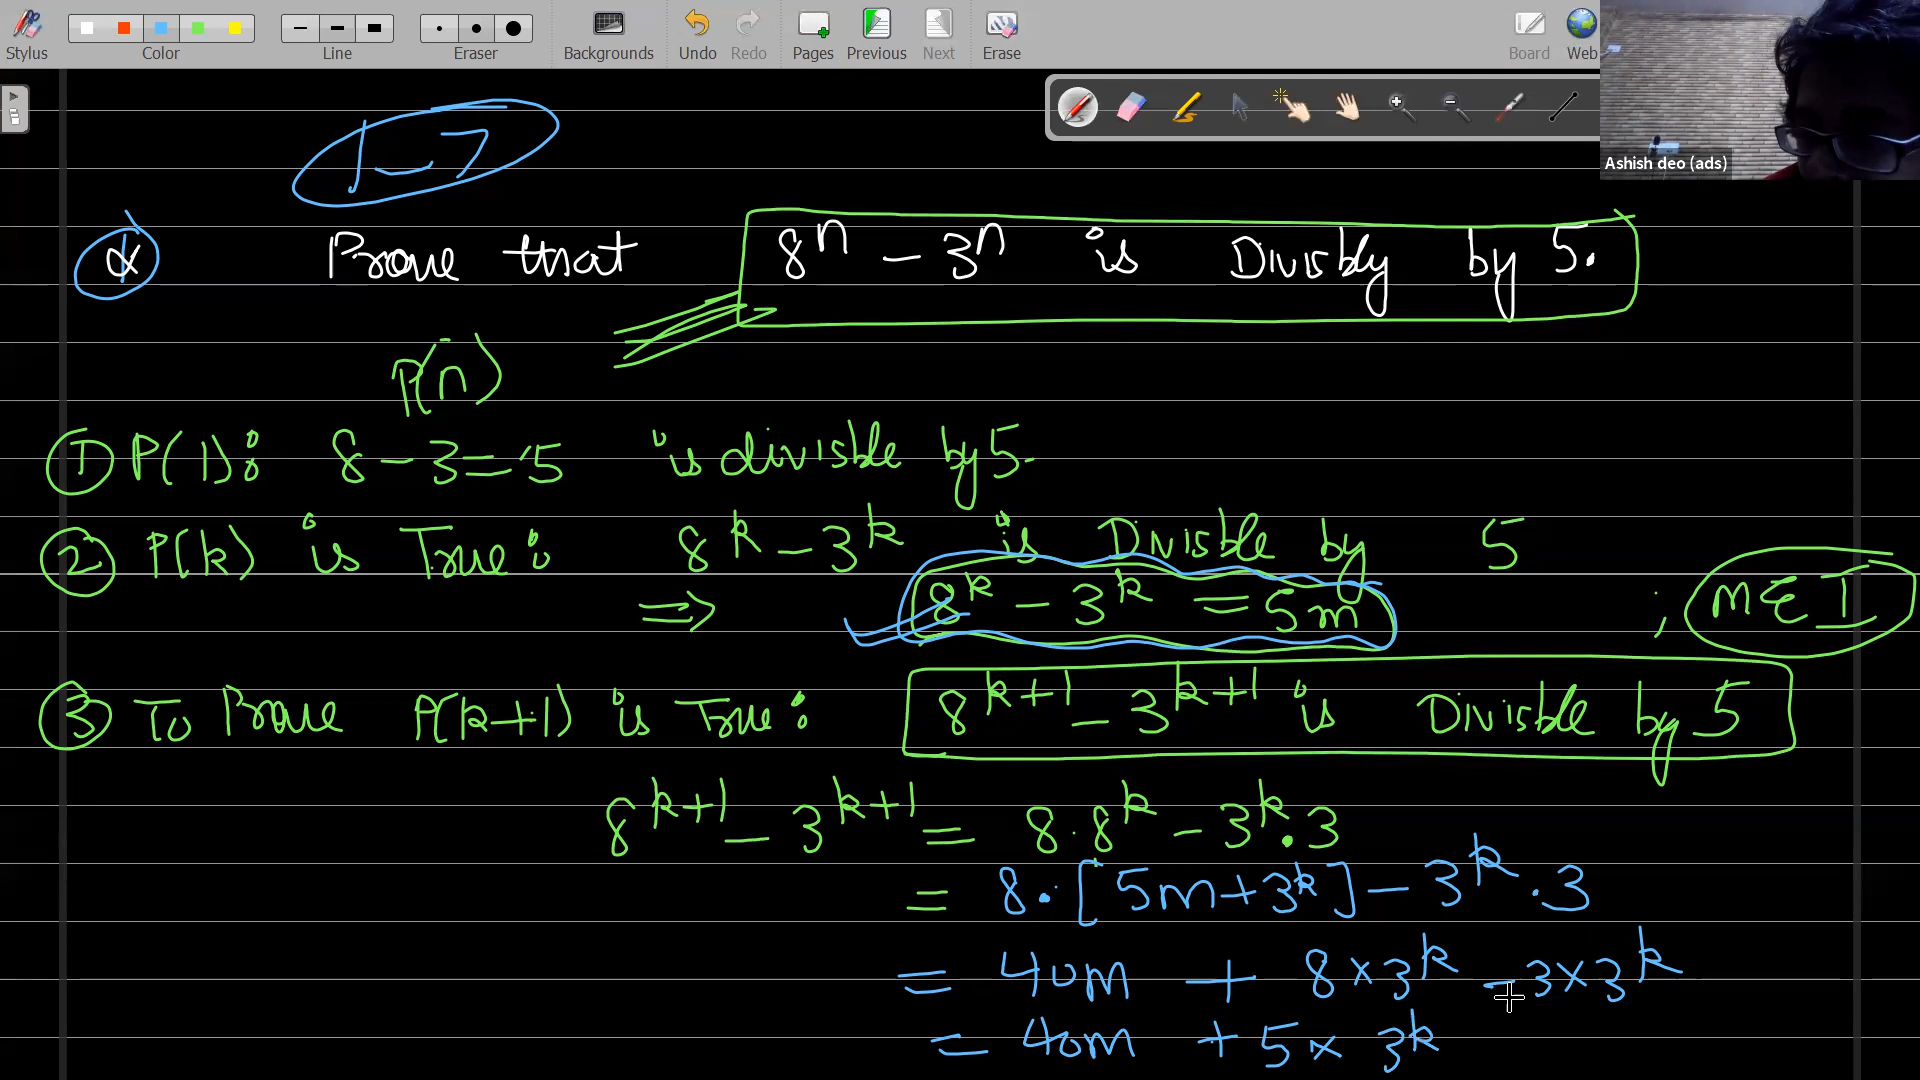 Stylus Color Line Eraser Backgrounds Undo Redo Pages Previous Next Erase Board Web
Ashish deo (ads)
1-7
Prove that 8^n - 3^n is Divisbly by 5.
P(n)
① P(1): 8 - 3 = 5 is divisble by 5.
② P(k) is True: 8^k - 3^k is Divisble by 5
⇒ 8^k - 3^k = 5m ; m ∈ I
③ To Prove P(k+1) is True: 8^{k+1} - 3^{k+1} is Divisble by 5
8^{k+1} - 3^{k+1} = 8·8^k - 3^k·3
= 8·[5m + 3^k] - 3^k·3
= 40m + 8×3^k - 3×3^k
= 40m + 5×3^k